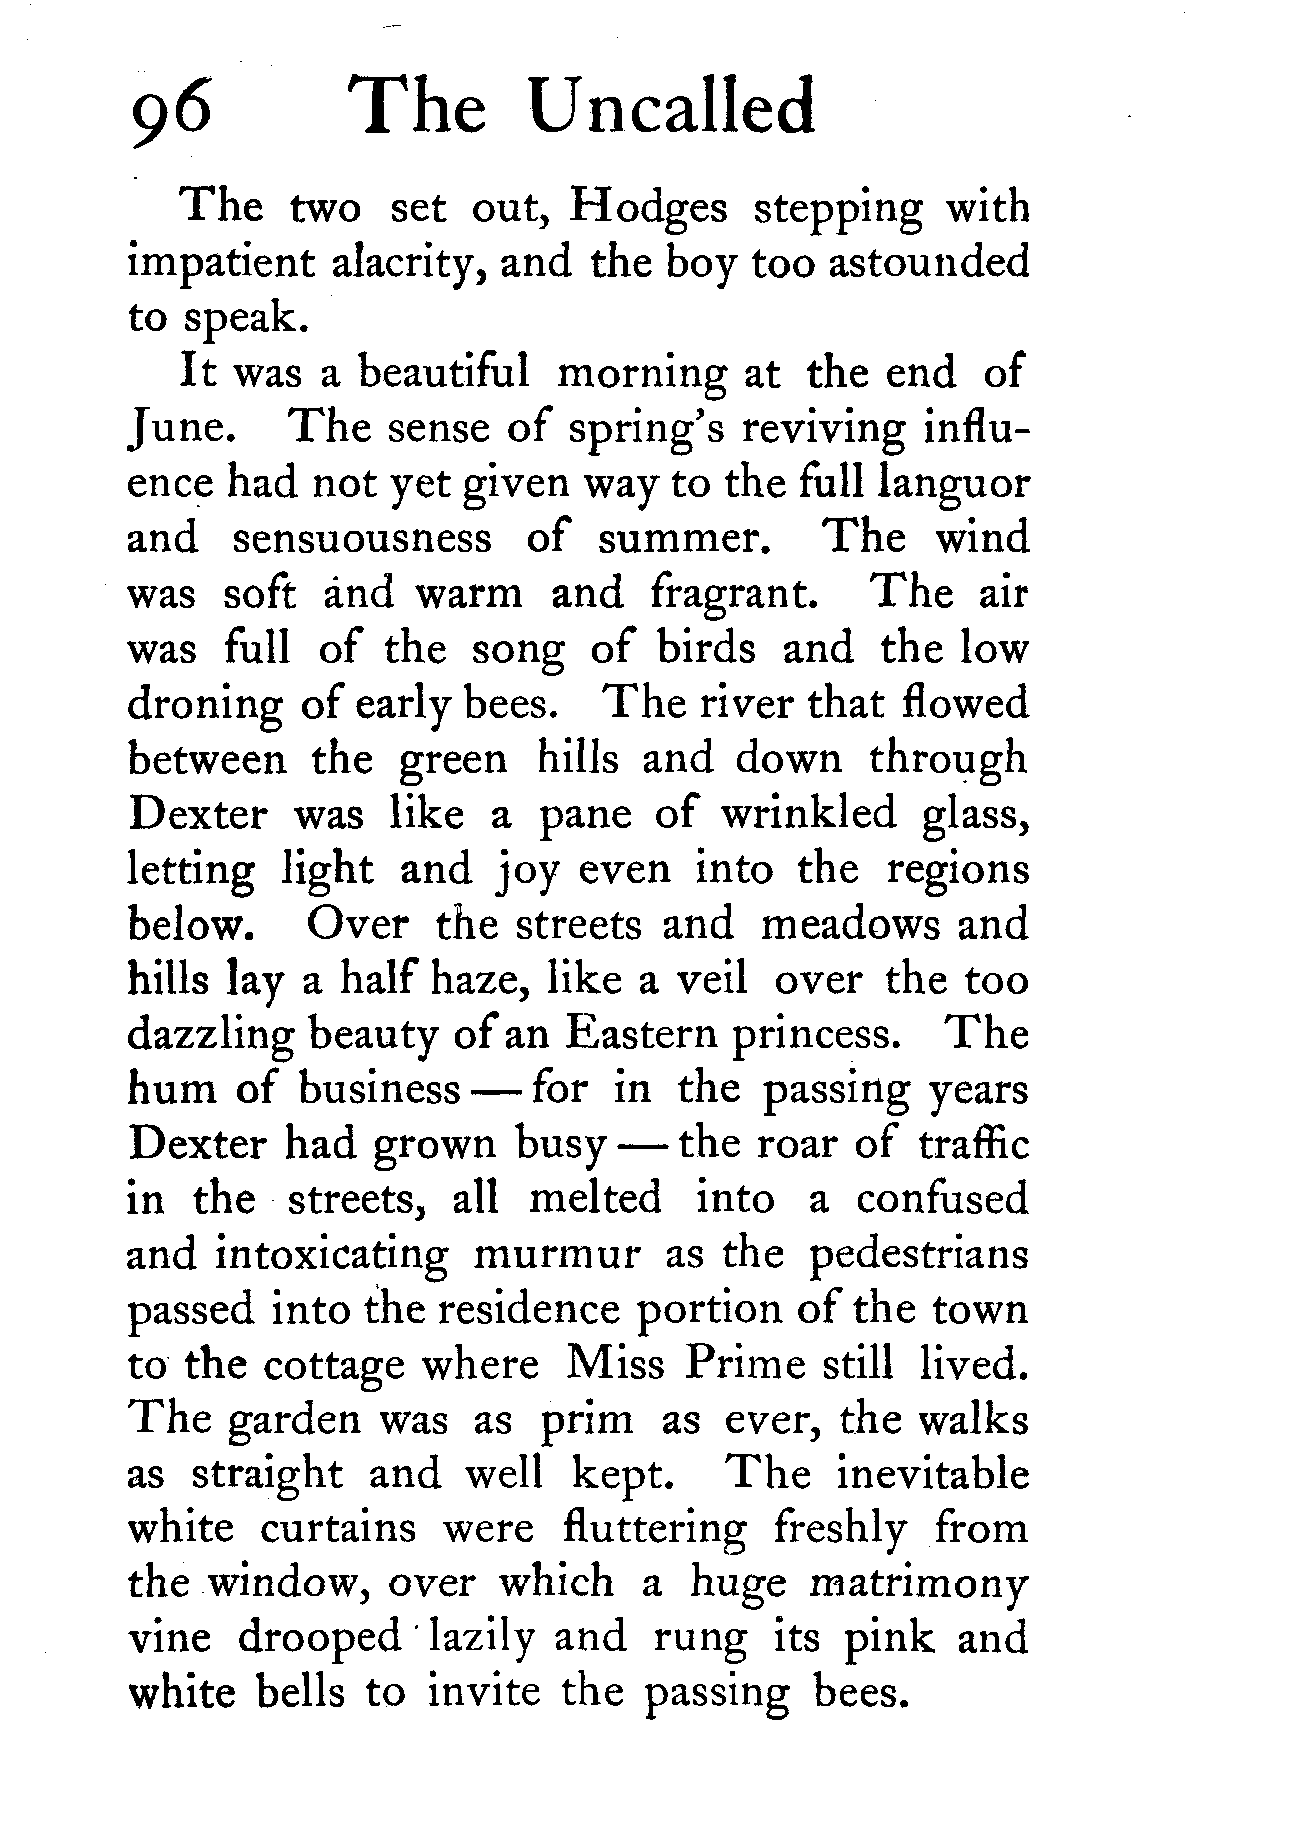 96 The Uncalled
The two set out, Hodges stepping with
impatient alacrity, and the boy too astounded
to speak.
It was a beautiful morning at the end of
June. The sense of spring's reviving influ-
ence had not yet given way to the full languor
and sensuousness of summer. The wind
was soft and warm and fragrant. The air
was full of the song of birds and the low
droning of early bees. The river that flowed
between the green hills and down through
Dexter was like a pane of wrinkled glass,
letting light and joy even into the regions
below. Over the streets and meadows and
hills lay a half haze, like a veil over the too
dazzling beauty of an Eastern princess. The
hum of business — for in the passing years
Dexter had grown busy — the roar of traffic
in the streets, all melted into a confused
and intoxicating murmur as the pedestrians
passed into the residence portion of the town
to the cottage where Miss Prime still lived.
The garden was as prim as ever, the walks
as straight and well kept. The inevitable
white curtains were fluttering freshly from
the window, over which a huge matrimony
vine drooped lazily and rung its pink and
white bells to invite the passing bees.